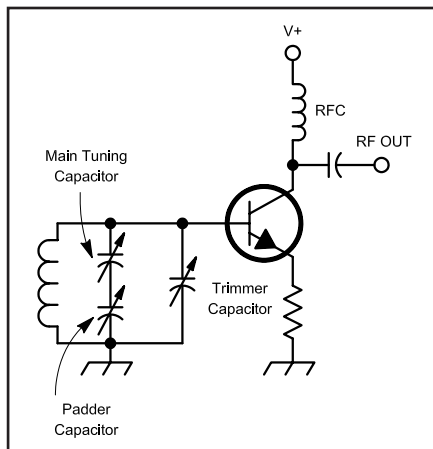 V+
RFC
RF OUT
Main Tuning
Capacitor
Trimmer
Capacitor
Padder
Capacitor